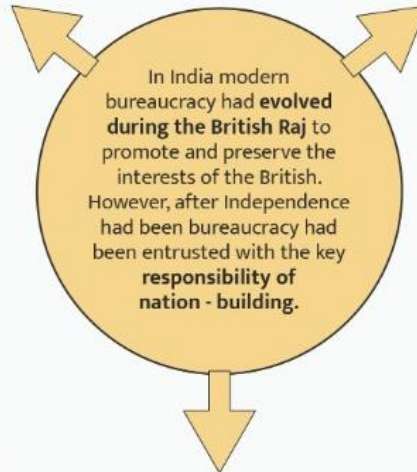 In India modern
bureaucracy had evolved
during the British Raj to
promote and preserve the
interests of the British.
However, after Independence
had been bureaucracy had
been entrusted with the key
responsibility of
nation - building.